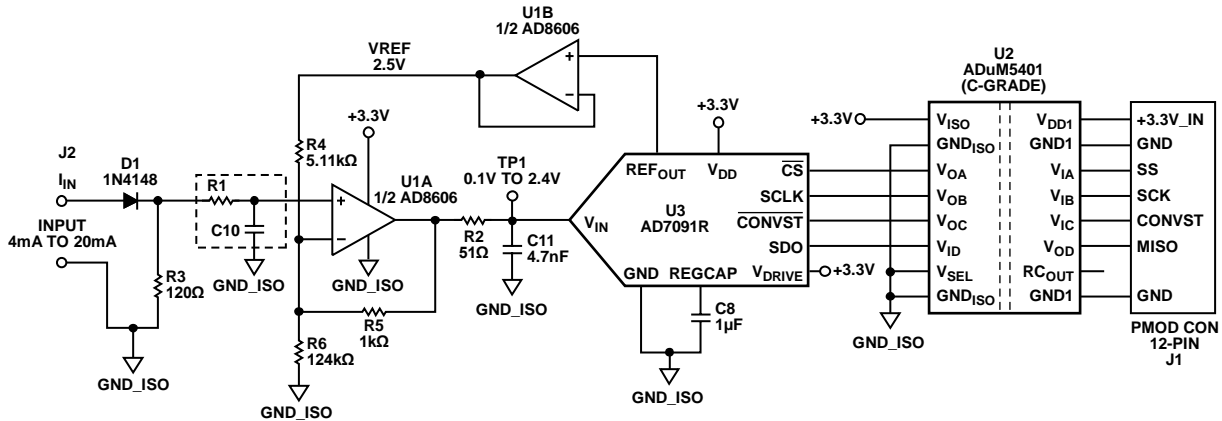 U1B
1/2 AD8606
VREF
2.5V
+
−
+3.3V
R4
5.11kΩ
J2
I_IN
D1
1N4148
R1
C10
GND_ISO
INPUT
4mA TO 20mA
R3
120Ω
GND_ISO
+
−
U1A
1/2 AD8606
GND_ISO
R5
1kΩ
R6
124kΩ
GND_ISO
TP1
0.1V TO 2.4V
R2
51Ω
C11
4.7nF
GND_ISO
+3.3V
REF_OUT
V_DD
CS
SCLK
V_IN
U3
AD7091R
CONVST
SDO
GND
REGCAP
V_DRIVE
+3.3V
C8
1µF
GND_ISO
U2
ADuM5401
(C-GRADE)
+3.3V
V_ISO
GND_ISO
V_OA
V_OB
V_OC
V_ID
V_SEL
GND_ISO
GND_ISO
V_DD1
GND1
V_IA
V_IB
V_IC
V_OD
RC_OUT
GND1
+3.3V_IN
GND
SS
SCK
CONVST
MISO
GND
PMOD CON
12-PIN
J1